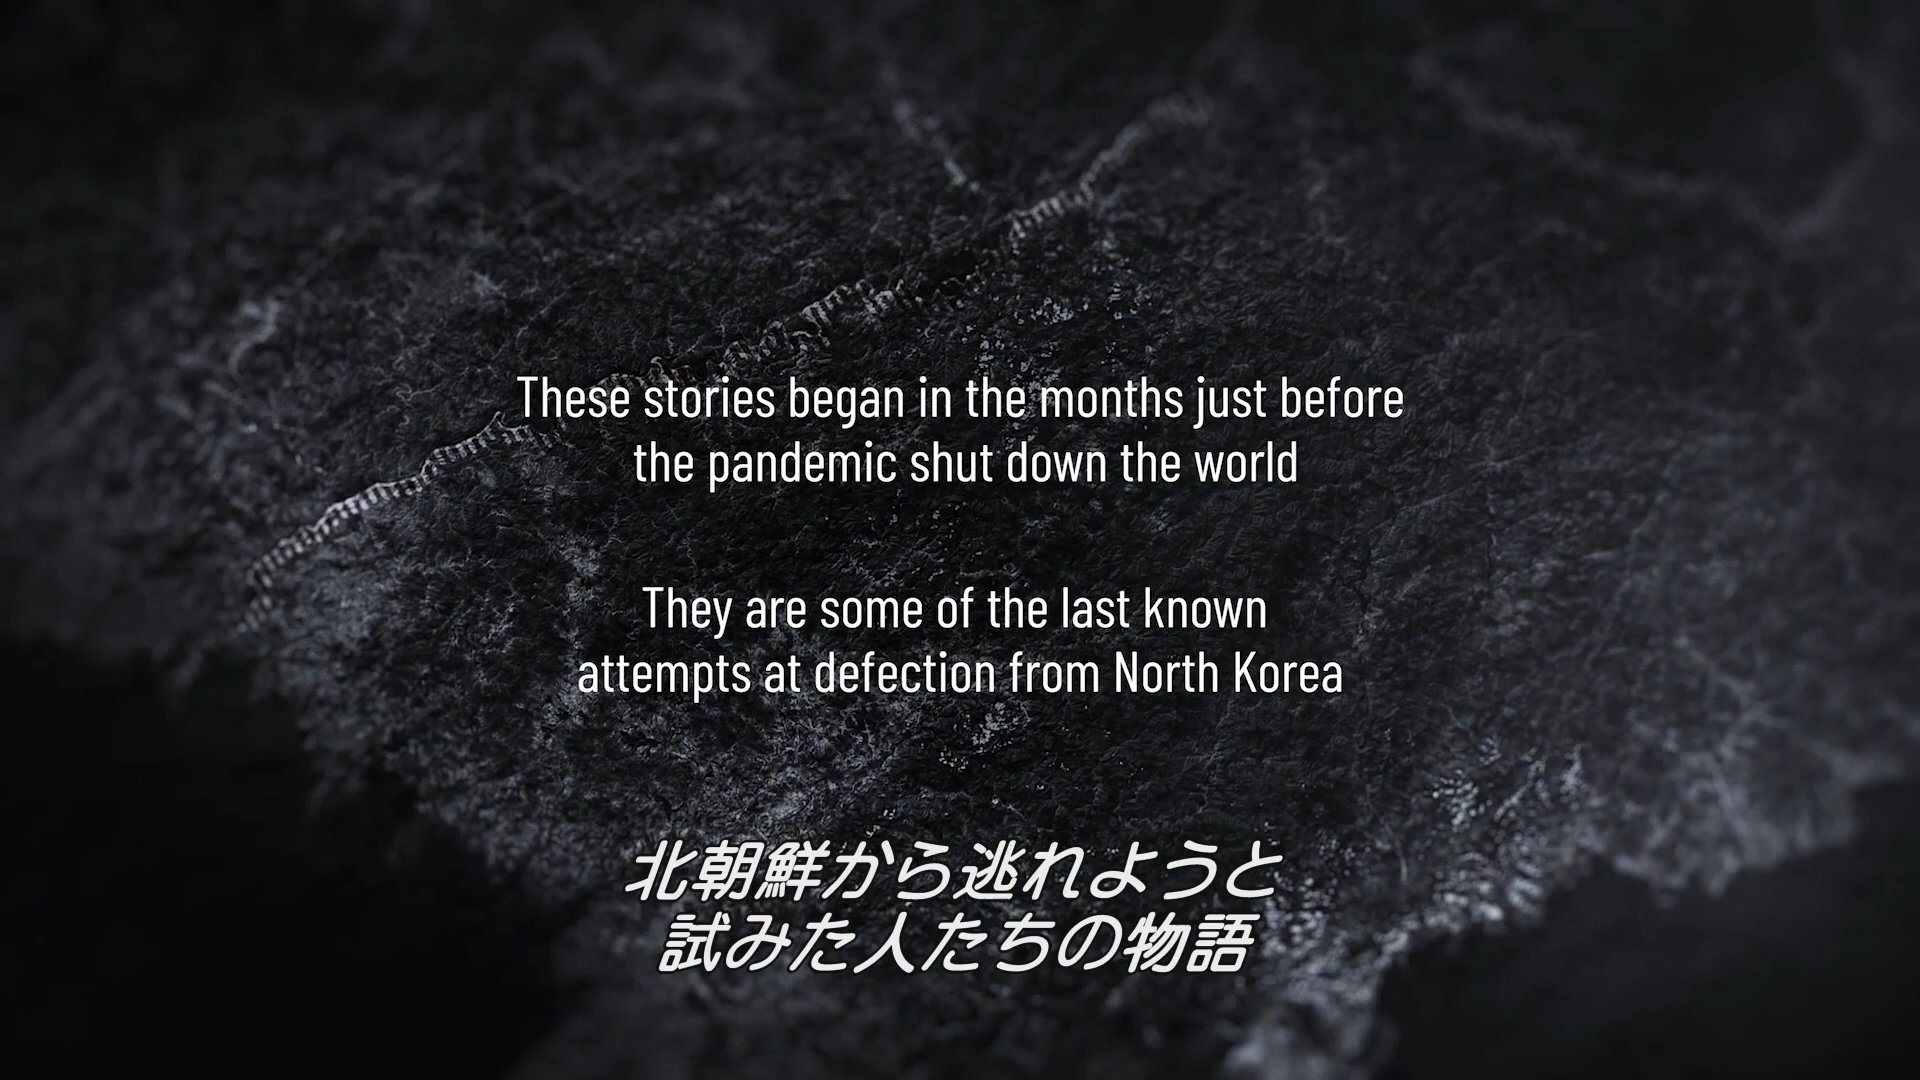 These stories began in the months just before
the pandemic shut down the world
They are some of the last known
attempts at defection from North Korea
北朝鮮から逃れようと
試みた人たちの物語